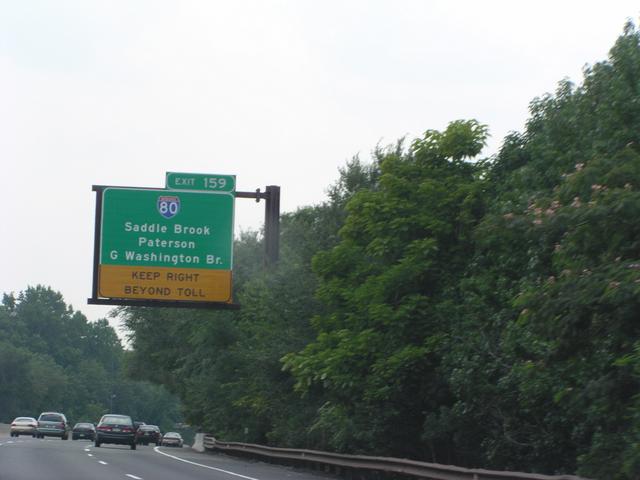 EXIT 159
80
Saddle Brook
Paterson
G Washington Br.
KEEP RIGHT
BEYOND TOLL